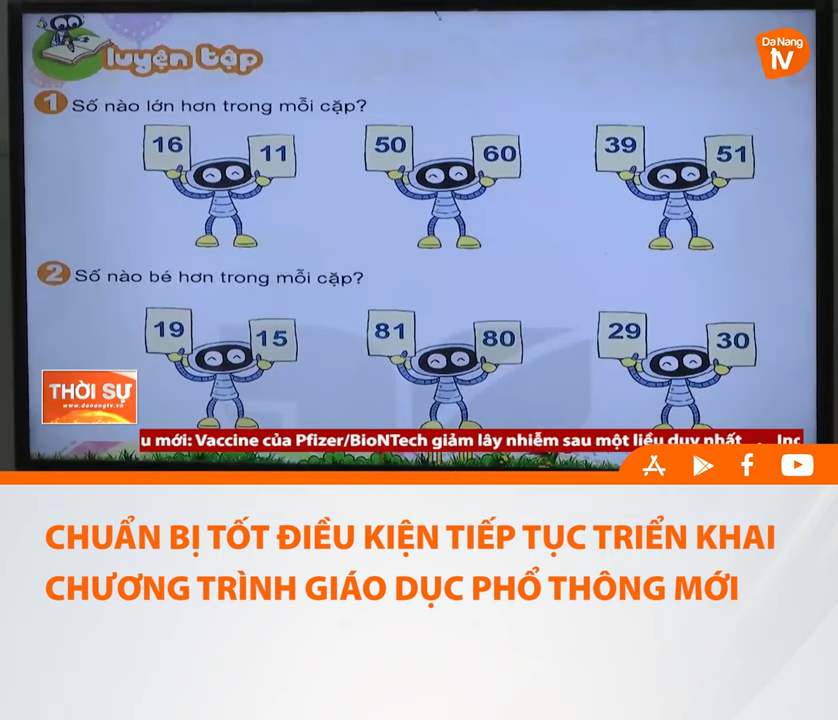 luyện tập
Da Nang
TV
1 Số nào lớn hơn trong mỗi cặp?
16 11 50 60 39 51
2 Số nào bé hơn trong mỗi cặp?
19 15 81 80 29 30
THỜI SỰ
www.danangtv.vn
u mới: Vaccine của Pfizer/BioNTech giảm lây nhiễm sau một liều duy nhất
CHUẨN BỊ TỐT ĐIỀU KIỆN TIẾP TỤC TRIỂN KHAI
CHƯƠNG TRÌNH GIÁO DỤC PHỔ THÔNG MỚI